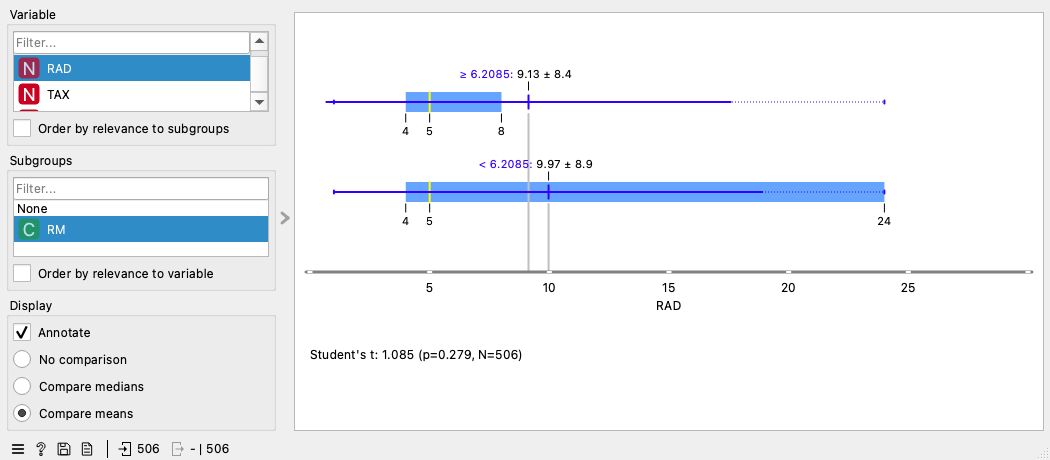 Variable
Filter...
N RAD
N TAX
Order by relevance to subgroups
Subgroups
Filter...
None
C RM
Order by relevance to variable
Display
Annotate
No comparison
Compare medians
Compare means
? 506 - | 506
≥ 6.2085: 9.13 ± 8.4
4 5 8
< 6.2085: 9.97 ± 8.9
4 5 24
5 10 15 20 25
RAD
Student's t: 1.085 (p=0.279, N=506)